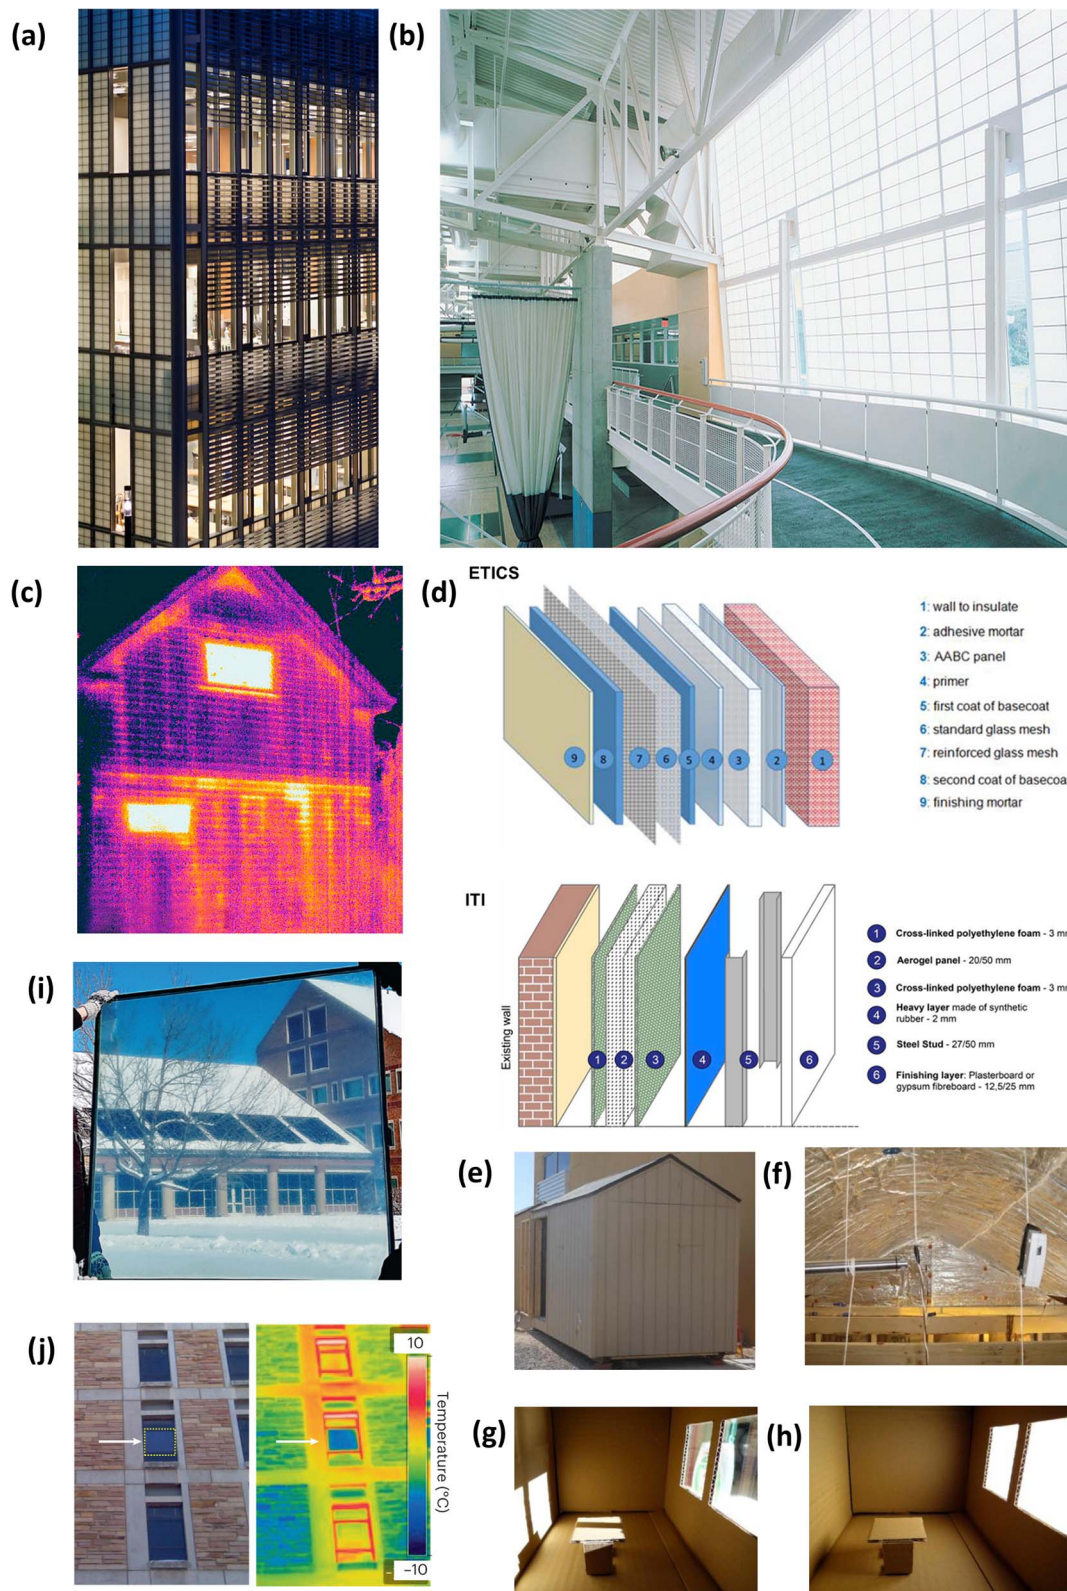 (a)
(b)
(c)
(d)
ETICS
1: wall to insulate
2: adhesive mortar
3: AABC panel
4: primer
5: first coat of basecoat
6: standard glass mesh
7: reinforced glass mesh
8: second coat of basecoa
9: finishing mortar
9 8 7 6 5 4 3 2 1
ITI
Existing wall
1 2 3 4 5 6
1 Cross-linked polyethylene foam - 3 m
2 Aerogel panel - 20/50 mm
3 Cross-linked polyethylene foam - 3 m
4 Heavy layer made of synthetic
rubber - 2 mm
5 Steel Stud - 27/50 mm
6 Finishing layer: Plasterboard or
gypsum fibreboard - 12,5/25 mm
(i)
(e)
(f)
(j)
10
Temperature (°C)
-10
(g)
(h)